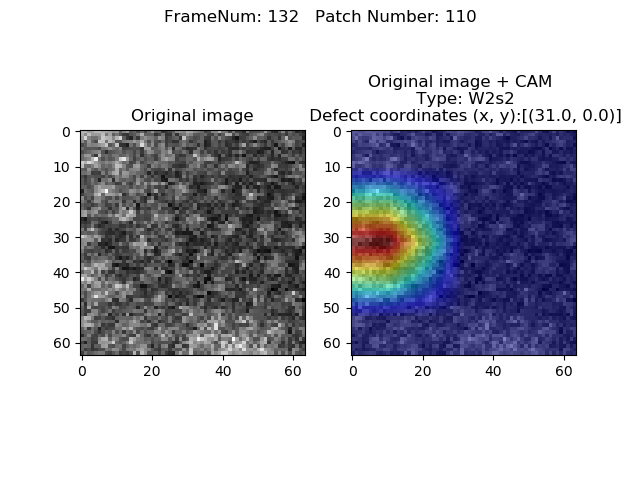 FrameNum: 132   Patch Number: 110
Original image
Original image + CAM
Type: W2s2
Defect coordinates (x, y):[(31.0, 0.0)]
0
10
20
30
40
50
60
0 20 40 60
0
10
20
30
40
50
60
0 20 40 60